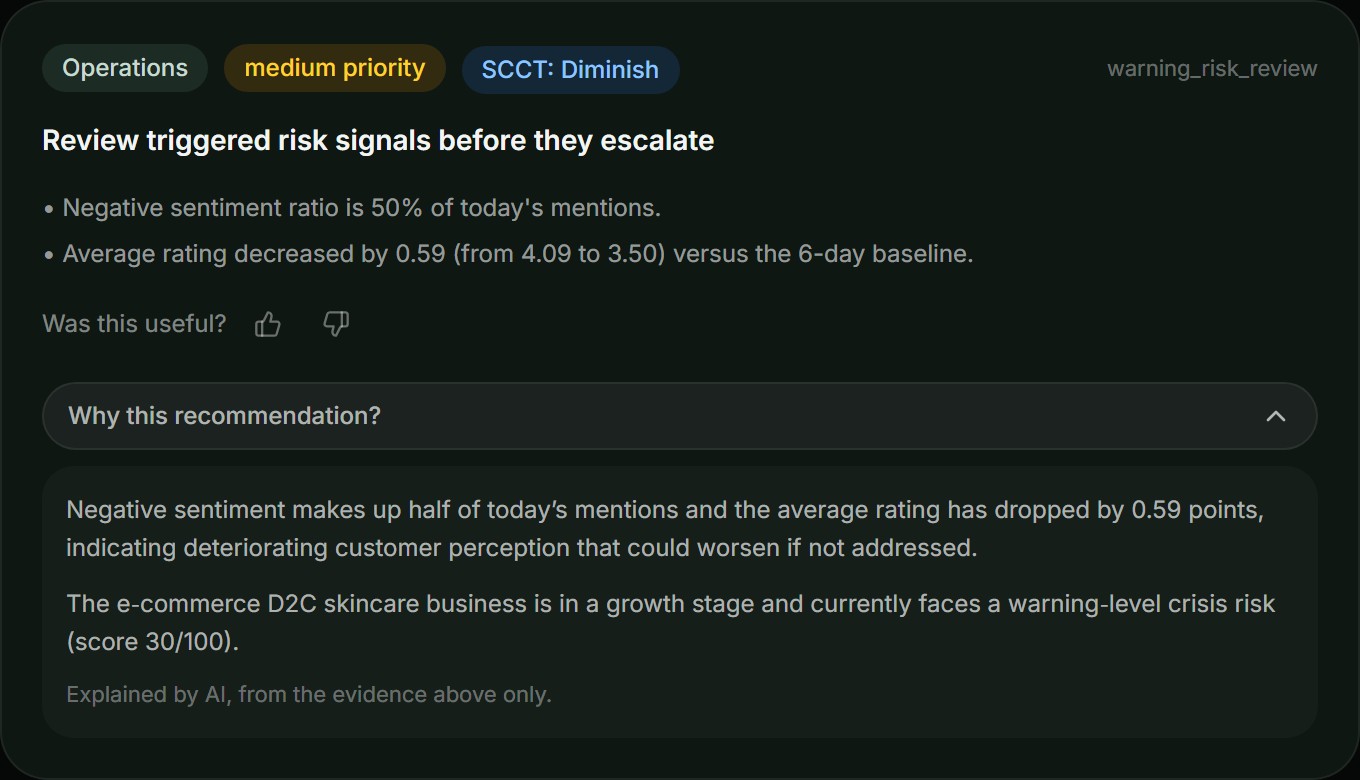 Operations
medium priority
SCCT: Diminish
warning_risk_review
Review triggered risk signals before they escalate
• Negative sentiment ratio is 50% of today's mentions.
• Average rating decreased by 0.59 (from 4.09 to 3.50) versus the 6-day baseline.
Was this useful?
Why this recommendation?
Negative sentiment makes up half of today’s mentions and the average rating has dropped by 0.59 points,
indicating deteriorating customer perception that could worsen if not addressed.
The e-commerce D2C skincare business is in a growth stage and currently faces a warning-level crisis risk
(score 30/100).
Explained by AI, from the evidence above only.